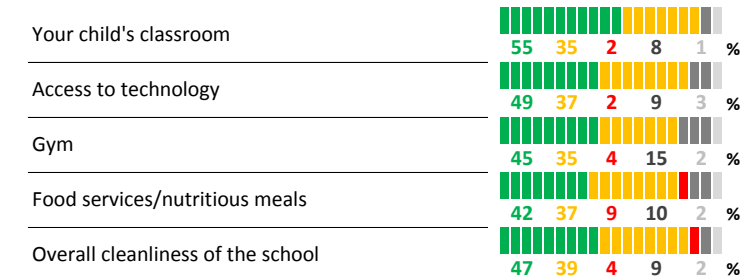 Your child's classroom
55 35 2 8 1 %
Access to technology
49 37 2 9 3 %
Gym
45 35 4 15 2 %
Food services/nutritious meals
42 37 9 10 2 %
Overall cleanliness of the school
47 39 4 9 2 %